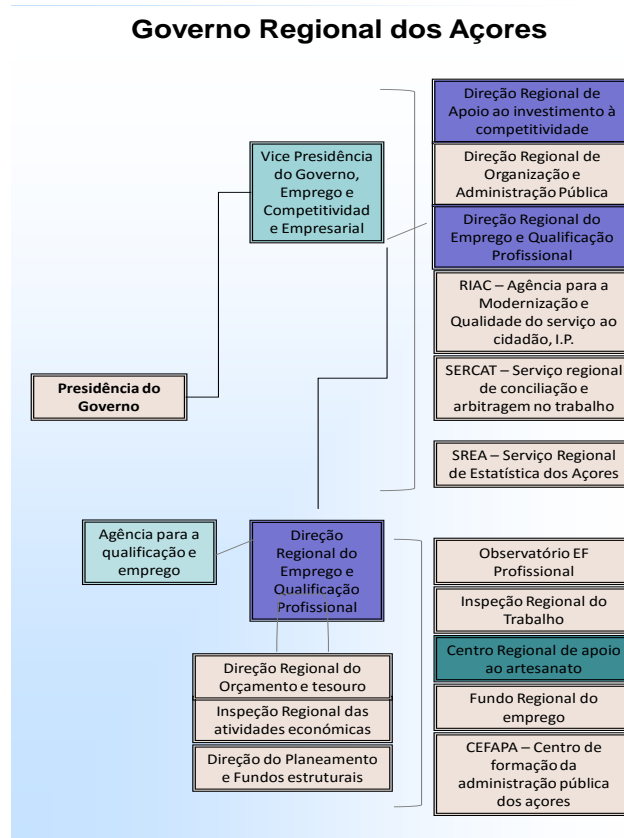 Governo Regional dos Açores
Direção Regional de
Apoio ao investimento à
competitividade
Vice Presidência
do Governo,
Emprego e
Competitividad
e Empresarial
Direção Regional de
Organização e
Administração Pública
Direção Regional do
Emprego e Qualificação
Profissional
RIAC – Agência para a
Modernização e
Qualidade do serviço ao
cidadão, I.P.
Presidência do
Governo
SERCAT – Serviço regional
de conciliação e
arbitragem no trabalho
SREA – Serviço Regional
de Estatística dos Açores
Agência para a
qualificação e
emprego
Direção
Regional do
Emprego e
Qualificação
Profissional
Observatório EF
Profissional
Inspeção Regional do
Trabalho
Centro Regional de apoio
ao artesanato
Fundo Regional do
emprego
CEFAPA – Centro de
formação da
administração pública
dos açores
Direção Regional do
Orçamento e tesouro
Inspeção Regional das
atividades económicas
Direção do Planeamento
e Fundos estruturais